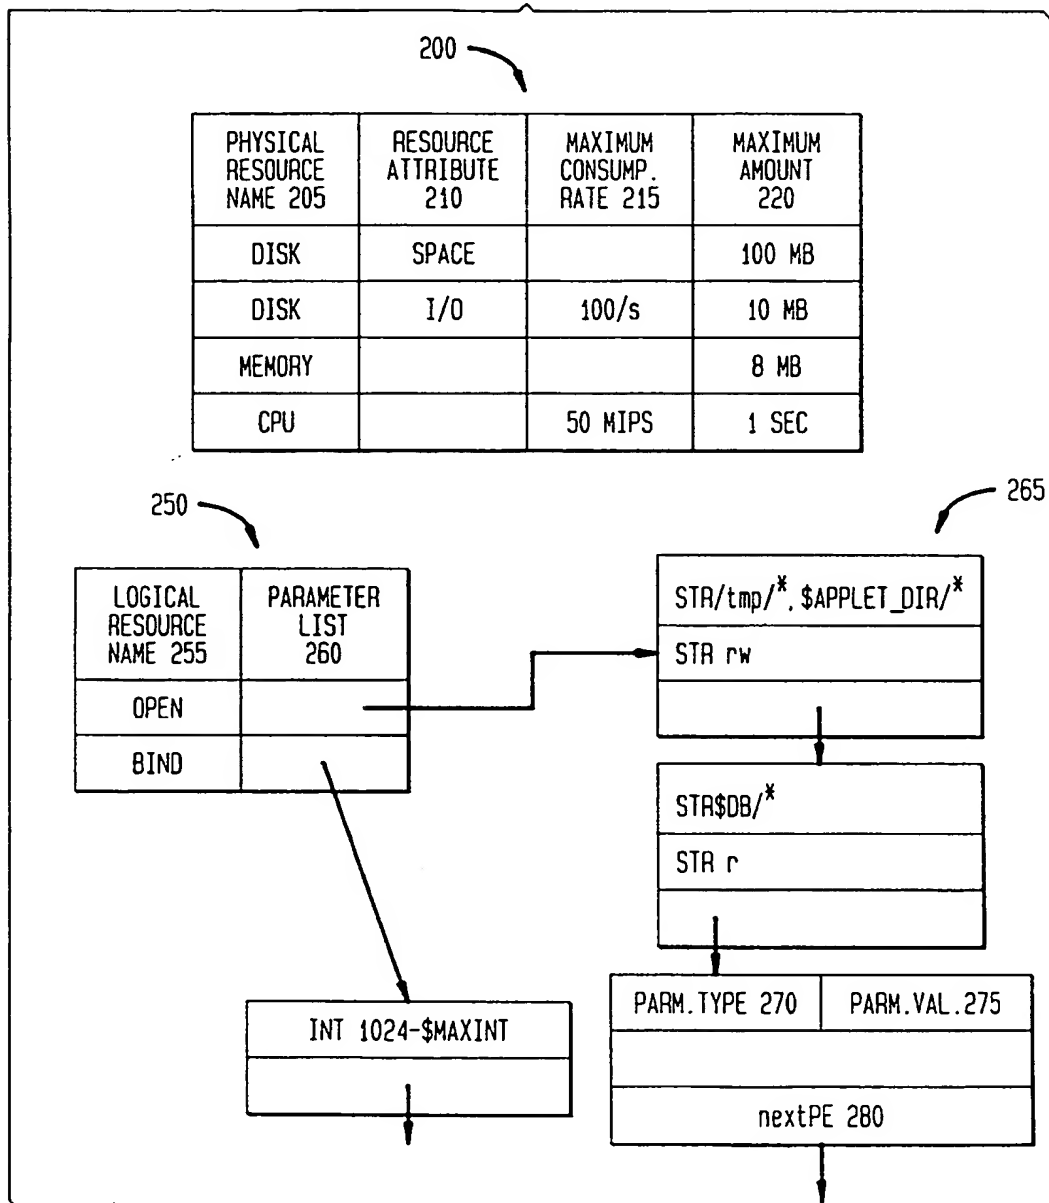 200
PHYSICAL RESOURCE NAME 205 RESOURCE ATTRIBUTE 210 MAXIMUM CONSUMP. RATE 215 MAXIMUM AMOUNT 220
DISK SPACE 100 MB
DISK I/O 100/s 10 MB
MEMORY 8 MB
CPU 50 MIPS 1 SEC
250
LOGICAL RESOURCE NAME 255 PARAMETER LIST 260
OPEN
BIND
265
STR/tmp/*, $APPLET_DIR/*
STR rw
STR$DB/*
STR r
PARM.TYPE 270 PARM.VAL.275
nextPE 280
INT 1024-$MAXINT